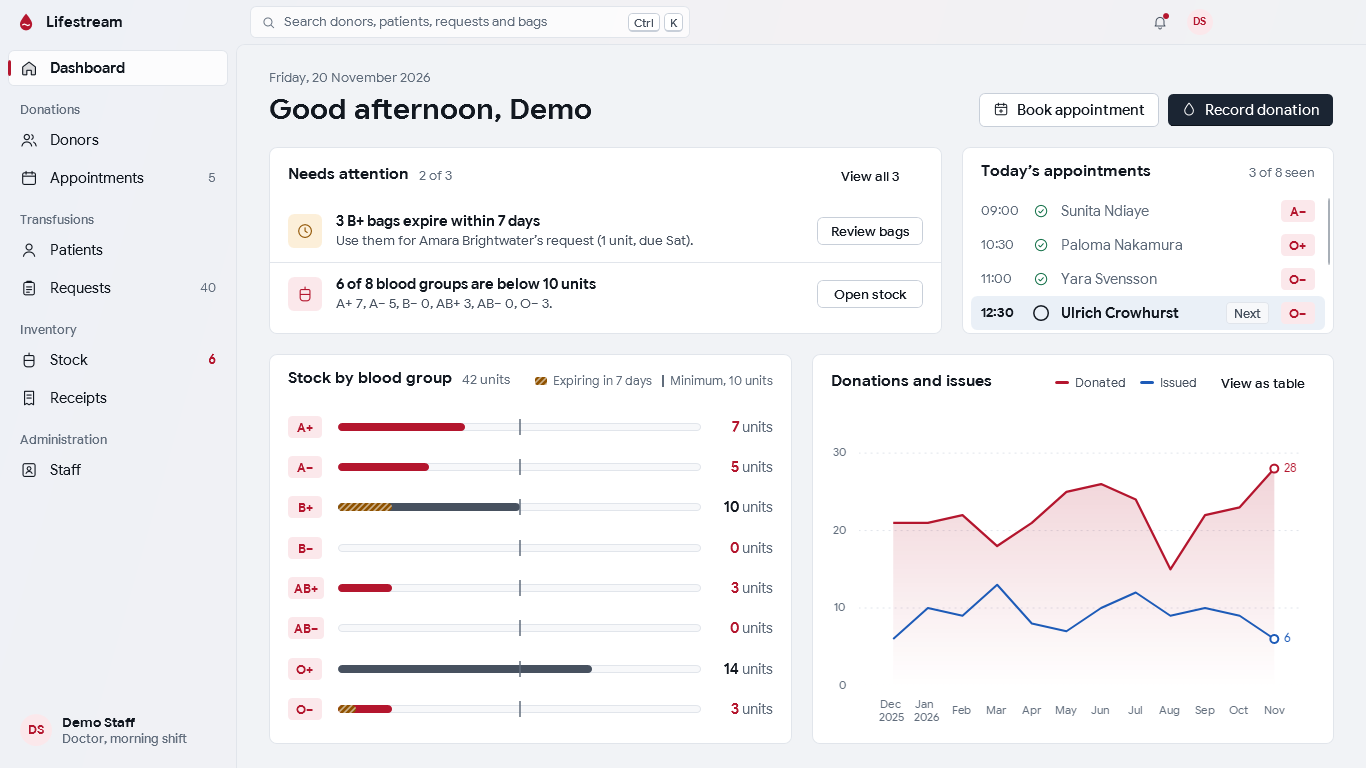 Lifestream
Search donors, patients, requests and bags
Ctrl K
DS
Dashboard
Donations
Donors
Appointments 5
Transfusions
Patients
Requests 40
Inventory
Stock 6
Receipts
Administration
Staff
DS
Demo Staff
Doctor, morning shift
Friday, 20 November 2026
Good afternoon, Demo
Book appointment
Record donation
Needs attention 2 of 3
View all 3
3 B+ bags expire within 7 days
Use them for Amara Brightwater’s request (1 unit, due Sat).
Review bags
6 of 8 blood groups are below 10 units
A+ 7, A− 5, B− 0, AB+ 3, AB− 0, O− 3.
Open stock
Today’s appointments 3 of 8 seen
09:00 Sunita Ndiaye A−
10:30 Paloma Nakamura O+
11:00 Yara Svensson O−
12:30 Ulrich Crowhurst Next O−
Stock by blood group 42 units
Expiring in 7 days Minimum, 10 units
A+ 7 units
A− 5 units
B+ 10 units
B− 0 units
AB+ 3 units
AB− 0 units
O+ 14 units
O− 3 units
Donations and issues
Donated Issued View as table
30
20
10
0
28
6
Dec 2025 Jan 2026 Feb Mar Apr May Jun Jul Aug Sep Oct Nov